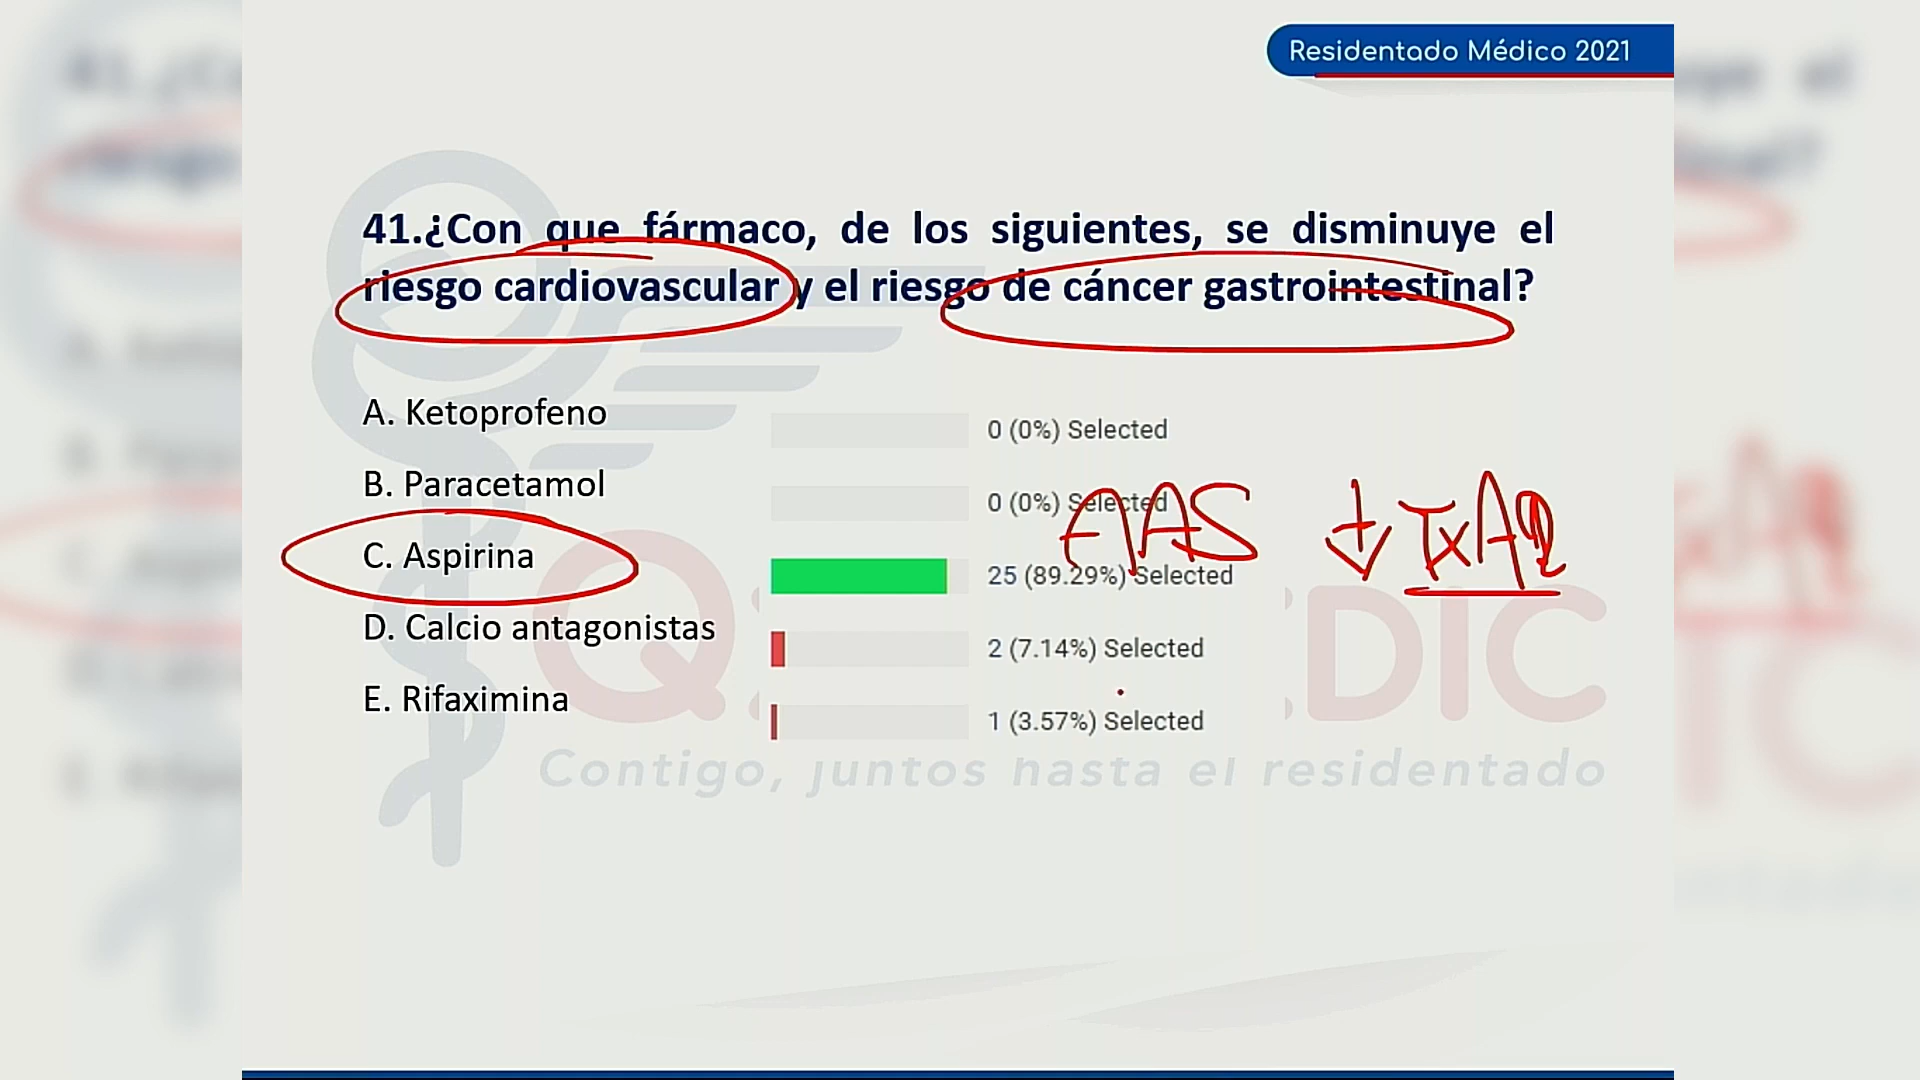 Residentado Médico 2021
41.¿Con que fármaco, de los siguientes, se disminuye el
riesgo cardiovascular y el riesgo de cáncer gastrointestinal?
A. Ketoprofeno
0 (0%) Selected
B. Paracetamol
0 (0%) Selected
AAS ↓ TxA2
C. Aspirina
25 (89.29%) Selected
D. Calcio antagonistas
2 (7.14%) Selected
E. Rifaximina
1 (3.57%) Selected
DIC
Contigo, juntos hasta el residentado